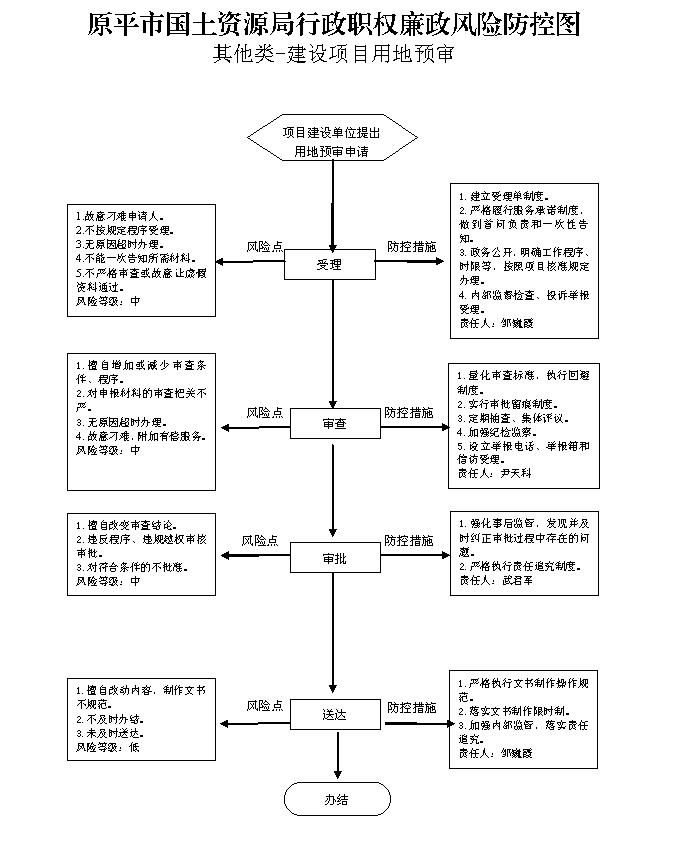 原平市国土资源局行政职权廉政风险防控图
其他类-建设项目用地预审
项目建设单位提出
用地预审申请
1.故意刁难申请人。
2.不按规定程序受理。
3.无原因超时办理。
4.不能一次告知所需材料。
5.不严格审查或故意让虚假
资料通过。
风险等级：中
风险点
受理
防控措施
1. 建立受理单制度。
2. 严格履行服务承诺制度，
做到首问负责和一次性告
知。
3. 政务公开，明确工作程序、
时限等，按照项目核准规定
办理。
4. 内部监督检查、投诉举报
受理。
责任人：邹巍霞
1. 擅自增加或减少审查条
件、程序。
2. 对申报材料的审查把关不
严。
3. 无原因超时办理。
4. 故意刁难，附加有偿服务。
风险等级：中
风险点
审查
防控措施
1. 量化审查标准，执行回避
制度。
2. 实行审批留痕制度。
3. 定期抽查、集体评议。
4. 加强纪检监察。
5. 设立举报电话、举报箱和
信访受理。
责任人：尹天科
1. 擅自改变审查结论。
2. 违反程序、违规越权审核
审批。
3. 对符合条件的不批准。
风险等级：中
风险点
审批
防控措施
1. 强化事后监管，发现并及
时纠正审批过程中存在的问
题。
2. 严格执行责任追究制度。
责任人：武君军
1. 擅自改动内容，制作文书
不规范。
2. 不及时办结。
3. 未及时送达。
风险等级：低
风险点
送达
防控措施
1. 严格执行文书制作操作规
范。
2. 落实文书制作限时制。
3. 加强内部监管，落实责任
追究。
责任人：邹巍霞
办结